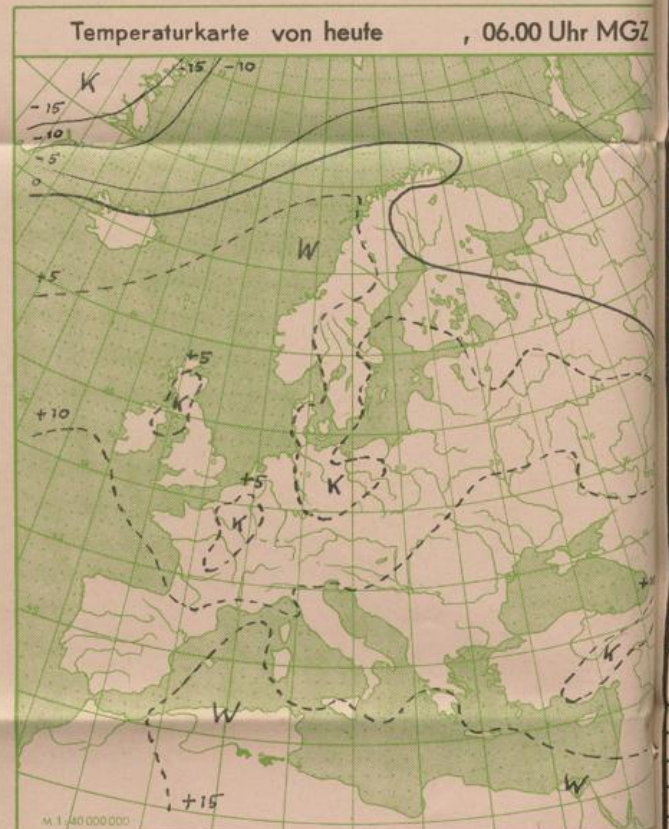 Temperaturkarte von heute , 06.00 Uhr MGZ
K
-15 -10
-15
-10
-5
0
W
+5
+5
K
+10
+5
K
K
K
W
W
+15
M. 1:40 000 000